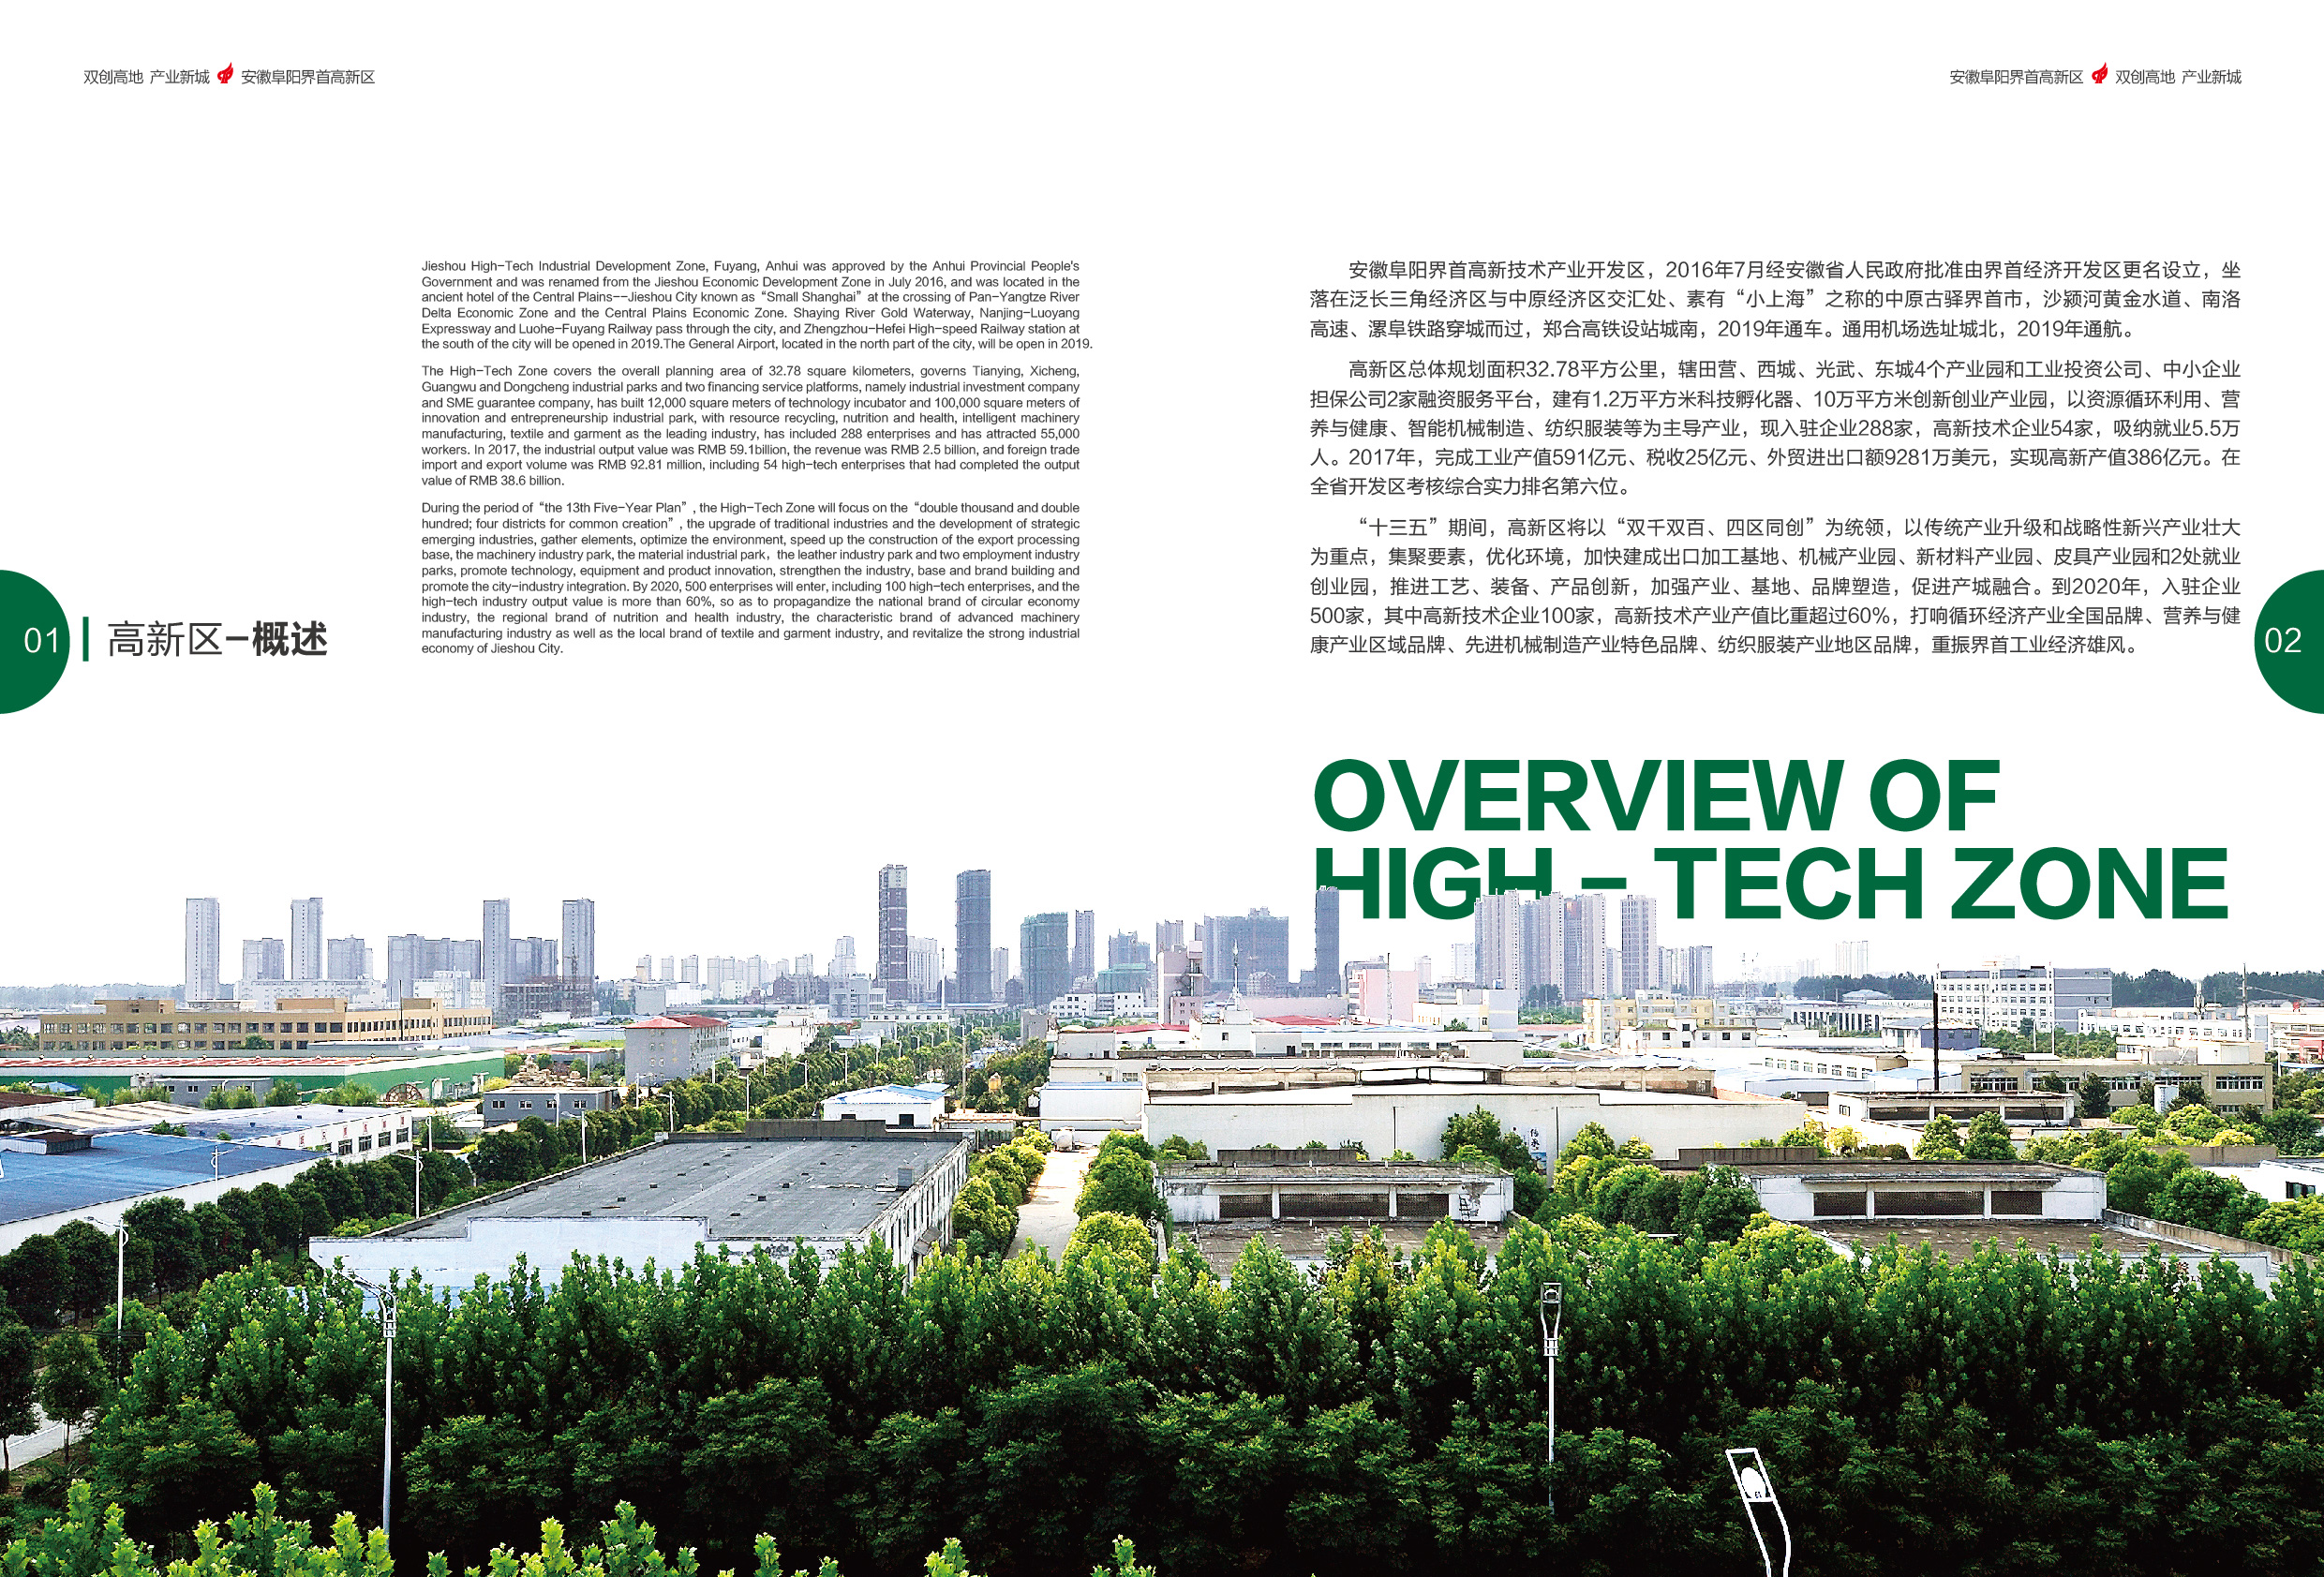 双创高地 产业新城 安徽阜阳界首高新区
安徽阜阳界首高新区 双创高地 产业新城
01 高新区-概述
Jieshou High-Tech Industrial Development Zone, Fuyang, Anhui was approved by the Anhui Provincial People's
Government and was renamed from the Jieshou Economic Development Zone in July 2016, and was located in the
ancient hotel of the Central Plains--Jieshou City known as “Small Shanghai” at the crossing of Pan-Yangtze River
Delta Economic Zone and the Central Plains Economic Zone. Shaying River Gold Waterway, Nanjing-Luoyang
Expressway and Luohe-Fuyang Railway pass through the city, and Zhengzhou-Hefei High-speed Railway station at
the south of the city will be opened in 2019.The General Airport, located in the north part of the city, will be open in 2019.
The High-Tech Zone covers the overall planning area of 32.78 square kilometers, governs Tianying, Xicheng,
Guangwu and Dongcheng industrial parks and two financing service platforms, namely industrial investment company
and SME guarantee company, has built 12,000 square meters of technology incubator and 100,000 square meters of
innovation and entrepreneurship industrial park, with resource recycling, nutrition and health, intelligent machinery
manufacturing, textile and garment as the leading industry, has included 288 enterprises and has attracted 55,000
workers. In 2017, the industrial output value was RMB 59.1billion, the revenue was RMB 2.5 billion, and foreign trade
import and export volume was RMB 92.81 million, including 54 high-tech enterprises that had completed the output
value of RMB 38.6 billion.
During the period of “the 13th Five-Year Plan”, the High-Tech Zone will focus on the “double thousand and double
hundred; four districts for common creation”, the upgrade of traditional industries and the development of strategic
emerging industries, gather elements, optimize the environment, speed up the construction of the export processing
base, the machinery industry park, the material industrial park，the leather industry park and two employment industry
parks, promote technology, equipment and product innovation, strengthen the industry, base and brand building and
promote the city-industry integration. By 2020, 500 enterprises will enter, including 100 high-tech enterprises, and the
high-tech industry output value is more than 60%, so as to propagandize the national brand of circular economy
industry, the regional brand of nutrition and health industry, the characteristic brand of advanced machinery
manufacturing industry as well as the local brand of textile and garment industry, and revitalize the strong industrial
economy of Jieshou City.
安徽阜阳界首高新技术产业开发区，2016年7月经安徽省人民政府批准由界首经济开发区更名设立，坐
落在泛长三角经济区与中原经济区交汇处、素有“小上海”之称的中原古驿界首市，沙颍河黄金水道、南洛
高速、漯阜铁路穿城而过，郑合高铁设站城南，2019年通车。通用机场选址城北，2019年通航。
高新区总体规划面积32.78平方公里，辖田营、西城、光武、东城4个产业园和工业投资公司、中小企业
担保公司2家融资服务平台，建有1.2万平方米科技孵化器、10万平方米创新创业产业园，以资源循环利用、营
养与健康、智能机械制造、纺织服装等为主导产业，现入驻企业288家，高新技术企业54家，吸纳就业5.5万
人。2017年，完成工业产值591亿元、税收25亿元、外贸进出口额9281万美元，实现高新产值386亿元。在
全省开发区考核综合实力排名第六位。
“十三五”期间，高新区将以“双千双百、四区同创”为统领，以传统产业升级和战略性新兴产业壮大
为重点，集聚要素，优化环境，加快建成出口加工基地、机械产业园、新材料产业园、皮具产业园和2处就业
创业园，推进工艺、装备、产品创新，加强产业、基地、品牌塑造，促进产城融合。到2020年，入驻企业
500家，其中高新技术企业100家，高新技术产业产值比重超过60%，打响循环经济产业全国品牌、营养与健
康产业区域品牌、先进机械制造产业特色品牌、纺织服装产业地区品牌，重振界首工业经济雄风。
02
OVERVIEW OF
HIGH - TECH ZONE